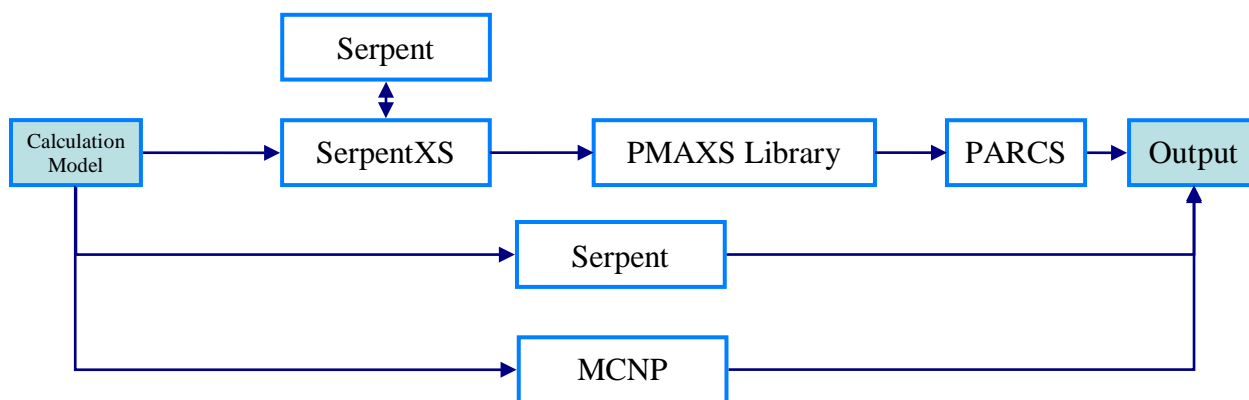 Serpent
Calculation
Model
SerpentXS
PMAXS Library
PARCS
Output
Serpent
MCNP